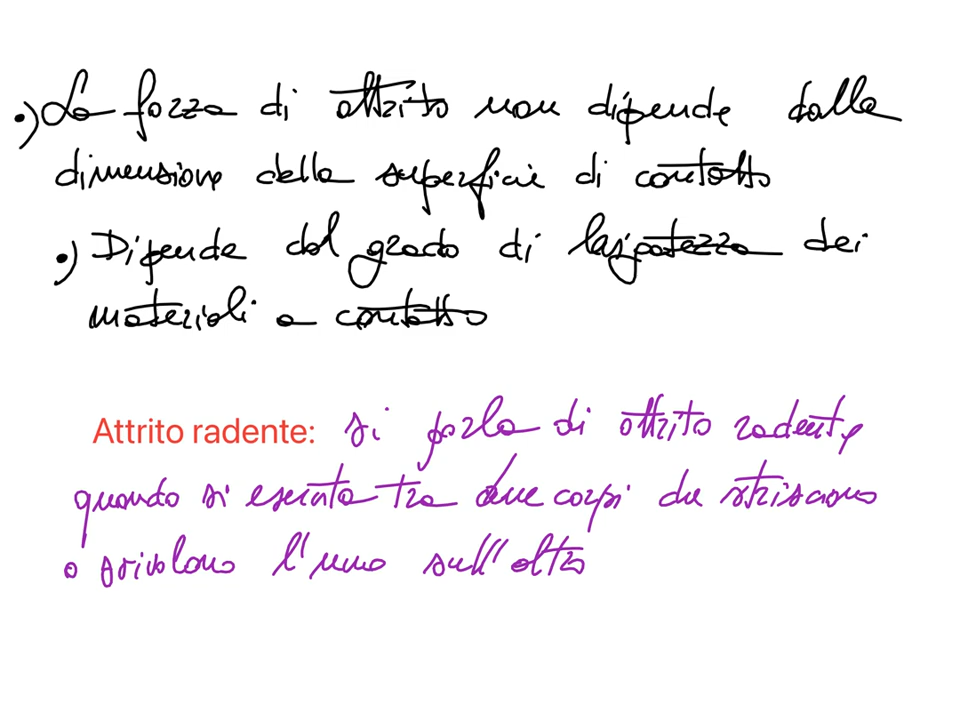 •) La forza di attrito non dipende dalla
dimensione della superficie di contatto
•) Dipende dal grado di dei
materiali a contatto
Attrito radente: si parla di attrito radente
quando si esercita tra due corpi che strisciano
o scivolano l'uno sull'altro